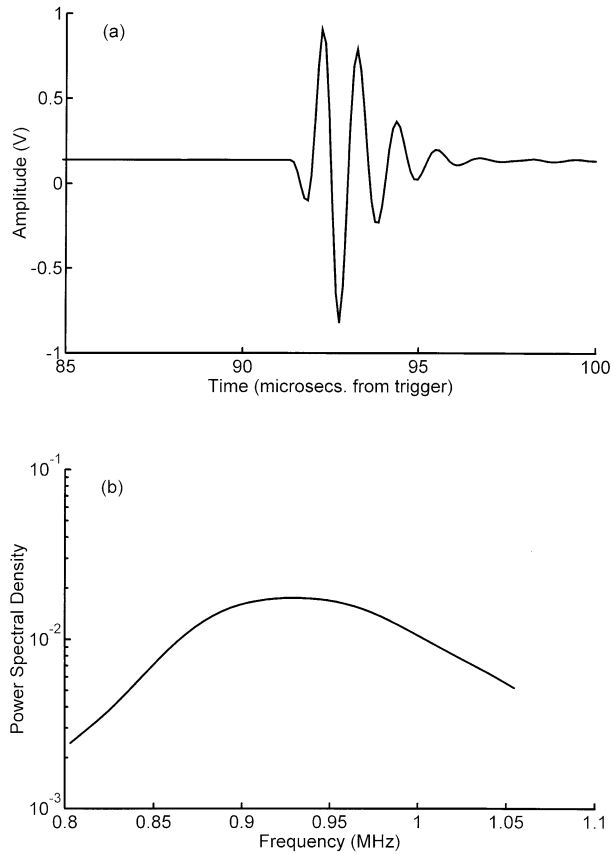 (a)
1
0.5
0
-0.5
-1
Amplitude (V)
85 90 95 100
Time (microsecs. from trigger)
(b)
10-1
10-2
10-3
Power Spectral Density
0.8 0.85 0.9 0.95 1 1.05 1.1
Frequency (MHz)